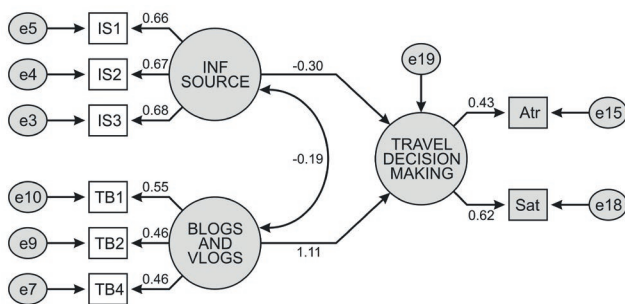 e5
IS1
0.66
e4
IS2
0.67
e3
IS3
0.68
INF
SOURCE
-0.30
e19
-0.19
TRAVEL
DECISION
MAKING
0.43
Atr
e15
0.62
Sat
e18
e10
TB1
0.55
e9
TB2
0.46
e7
TB4
0.46
BLOGS
AND
VLOGS
1.11